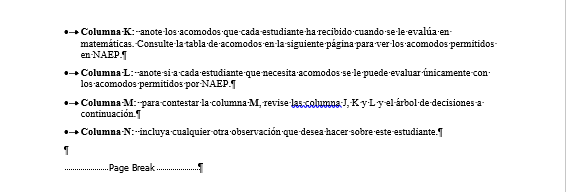 •→Columna·K:··anote·los·acomodos·que·cada·estudiante·ha·recibido·cuando·se·le·evalúa·en·
matemáticas.··Consulte·la·tabla·de·acomodos·en·la·siguiente·página·para·ver·los·acomodos·permitidos·
en·NAEP.¶
•→Columna·L:··anote·si·a·cada·estudiante·que·necesita·acomodos·se·le·puede·evaluar·únicamente·con·
los·acomodos·permitidos·por·NAEP.¶
•→Columna·M:··para·contestar·la·columna·M,·revise·las·columna·J,·K·y·L·y·el·árbol·de·decisiones·a·
continuación.¶
•→Columna·N:··incluya·cualquier·otra·observación·que·desea·hacer·sobre·este·estudiante.¶
¶
Page Break¶